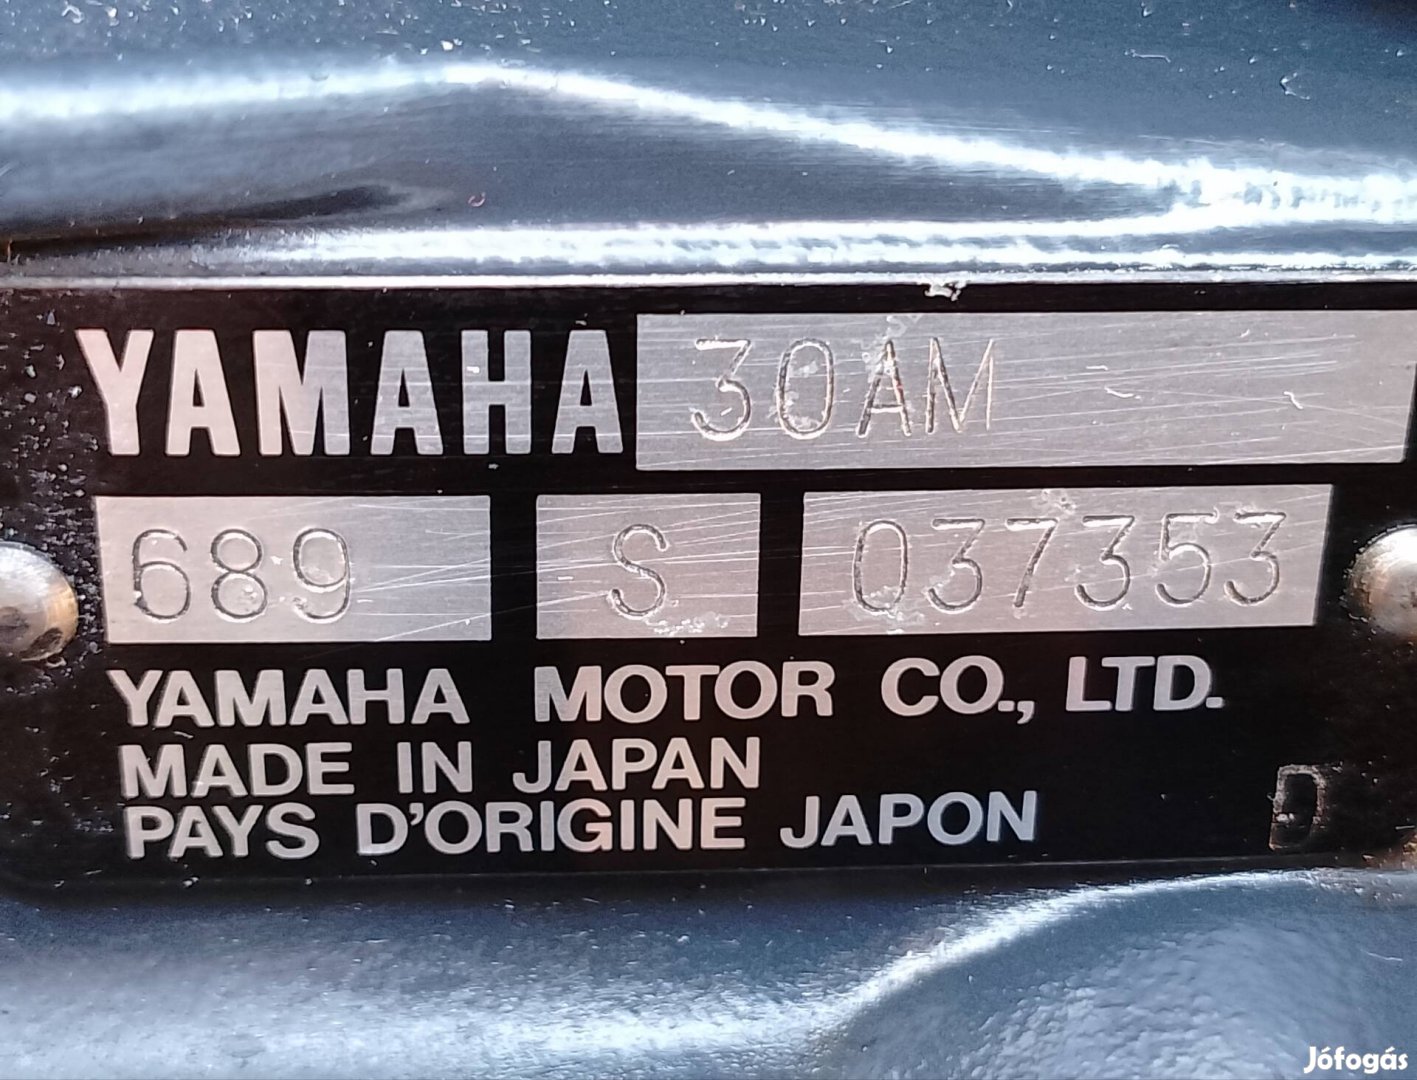 YAMAHA 30AM
689 S 037353
YAMAHA MOTOR CO., LTD.
MADE IN JAPAN
PAYS D'ORIGINE JAPON D
Jófogás